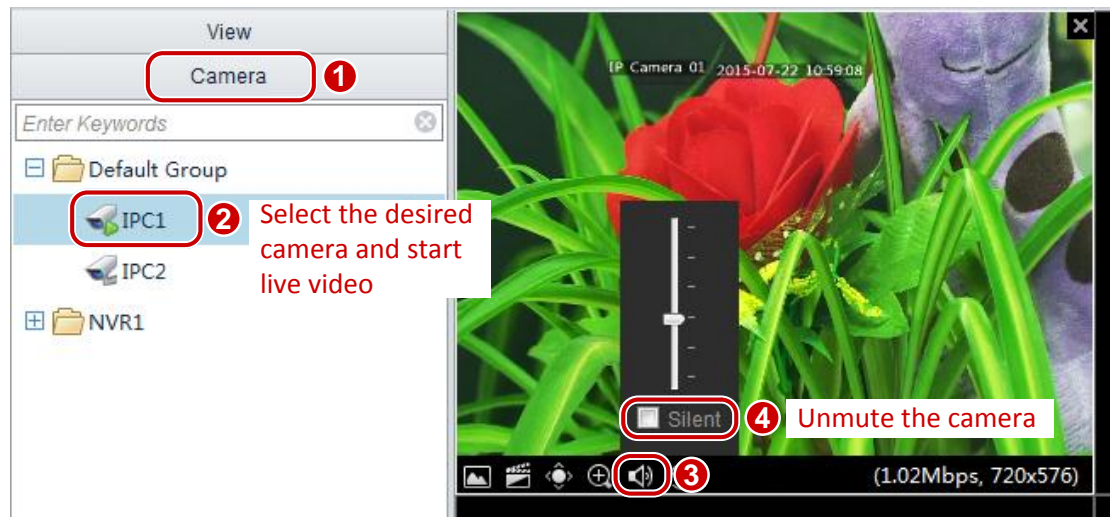 View
Camera
1
Enter Keywords
Default Group
IPC1
2
Select the desired
camera and start
live video
IPC2
NVR1
IP Camera 01 2015-07-22 10:59:08
Silent
4
Unmute the camera
3
(1.02Mbps, 720x576)